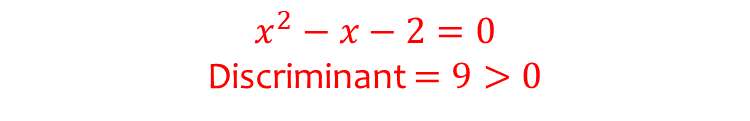 x² − x − 2 = 0
Discriminant = 9 > 0